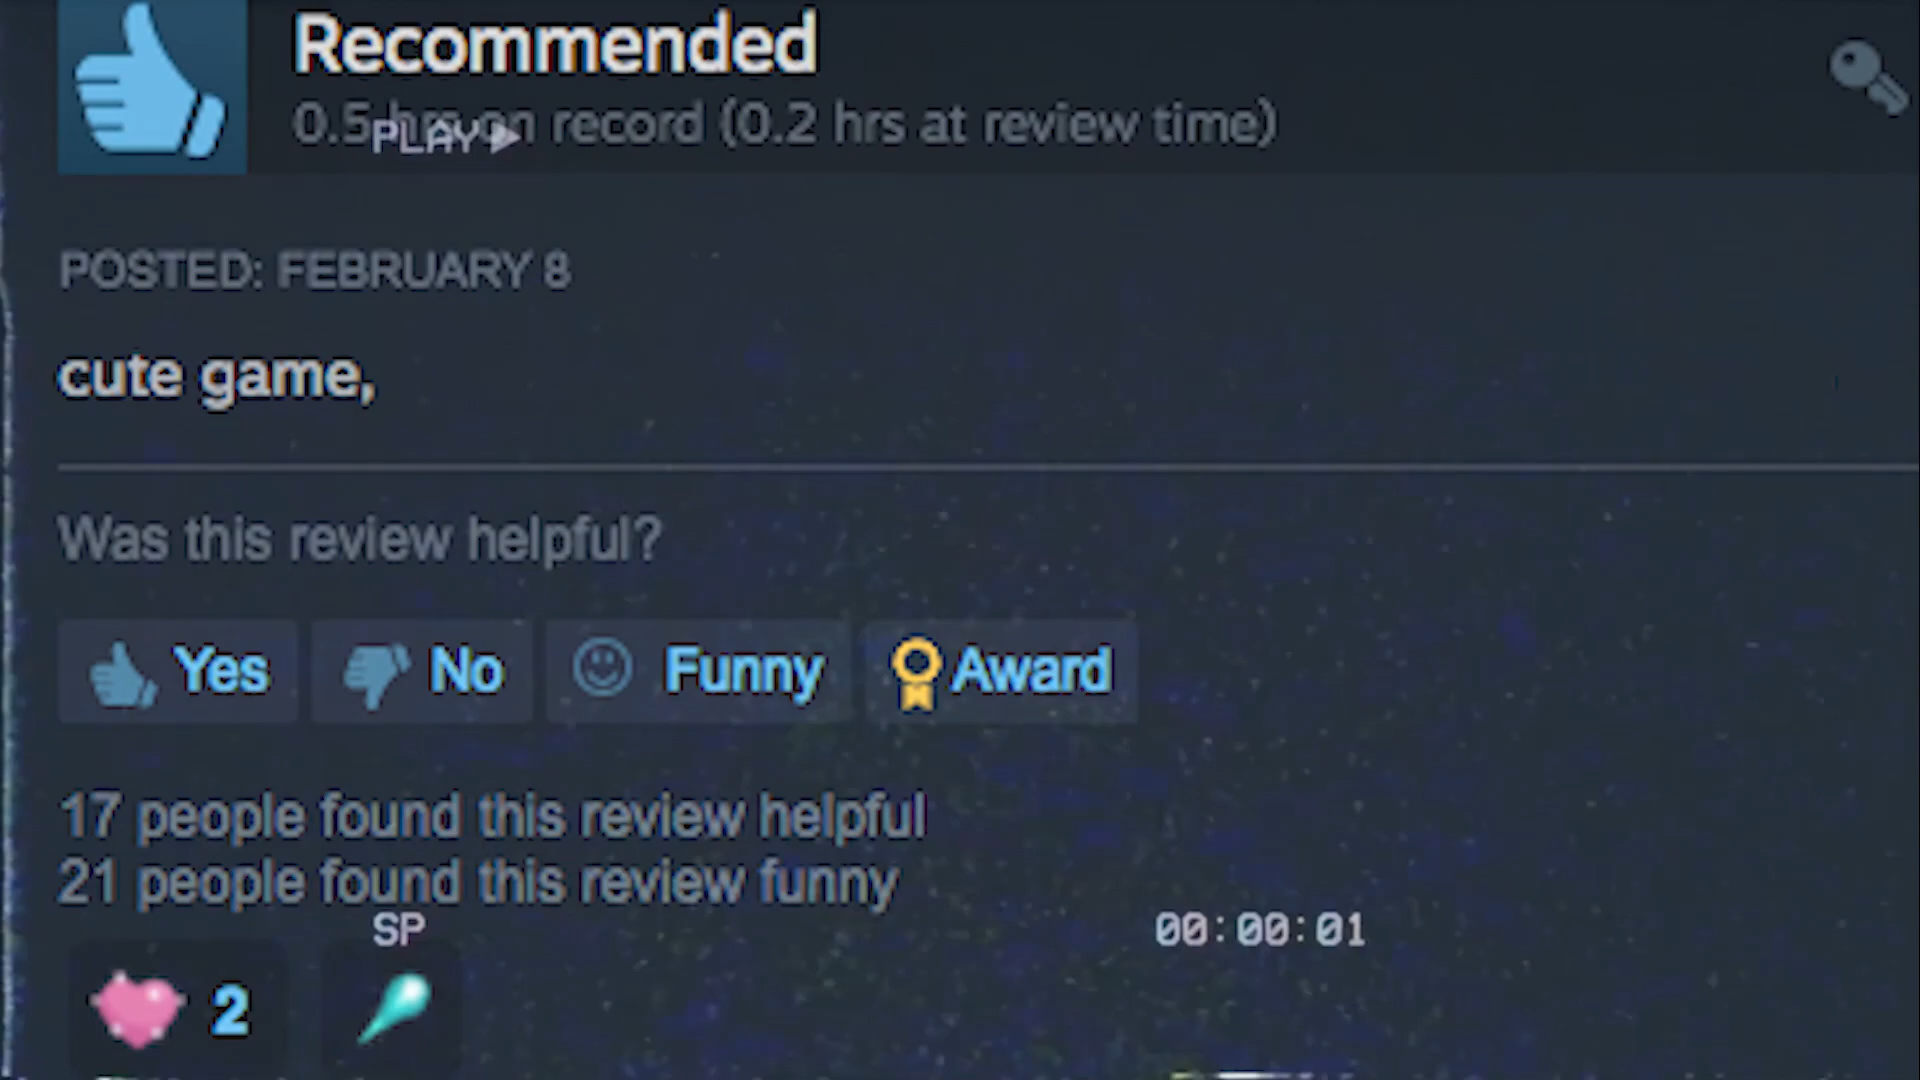 Recommended
0.5 hrs on record (0.2 hrs at review time)
PLAY
POSTED: FEBRUARY 8
cute game,
Was this review helpful?
Yes No Funny Award
17 people found this review helpful
21 people found this review funny
SP 00:00:01
2